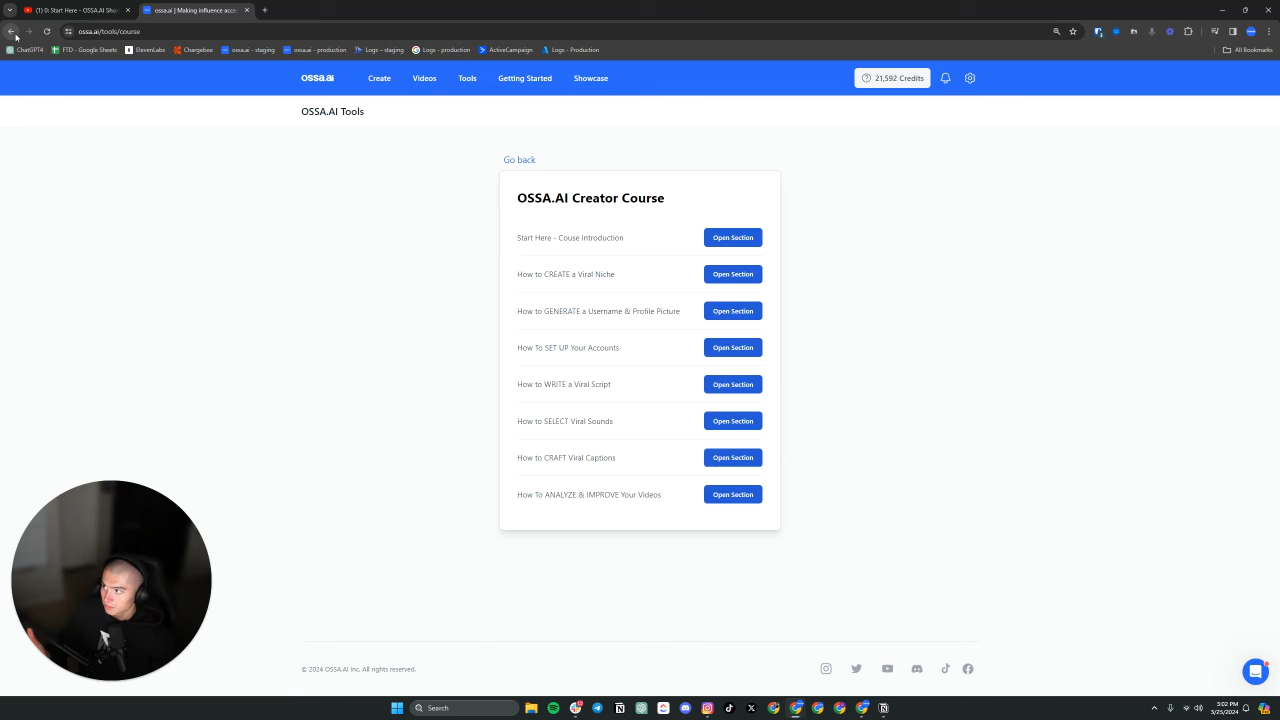 (1) 0: Start Here - OSSA.AI Sho
ossa.ai | Making influence acce
ossa.ai/tools/course
ChatGPT4
FTD - Google Sheets
ElevenLabs
Chargebee
ossa.ai - staging
ossa.ai - production
Logs – staging
Logs - production
ActiveCampaign
Logs - Production
All Bookmarks
ossa.ai
Create
Videos
Tools
Getting Started
Showcase
21,592 Credits
OSSA.AI Tools
Go back
OSSA.AI Creator Course
Start Here - Couse Introduction
Open Section
How to CREATE a Viral Niche
Open Section
How to GENERATE a Username & Profile Picture
Open Section
How To SET UP Your Accounts
Open Section
How to WRITE a Viral Script
Open Section
How to SELECT Viral Sounds
Open Section
How to CRAFT Viral Captions
Open Section
How To ANALYZE & IMPROVE Your Videos
Open Section
© 2024 OSSA.AI Inc. All rights reserved.
Search
3:02 PM
3/25/2024